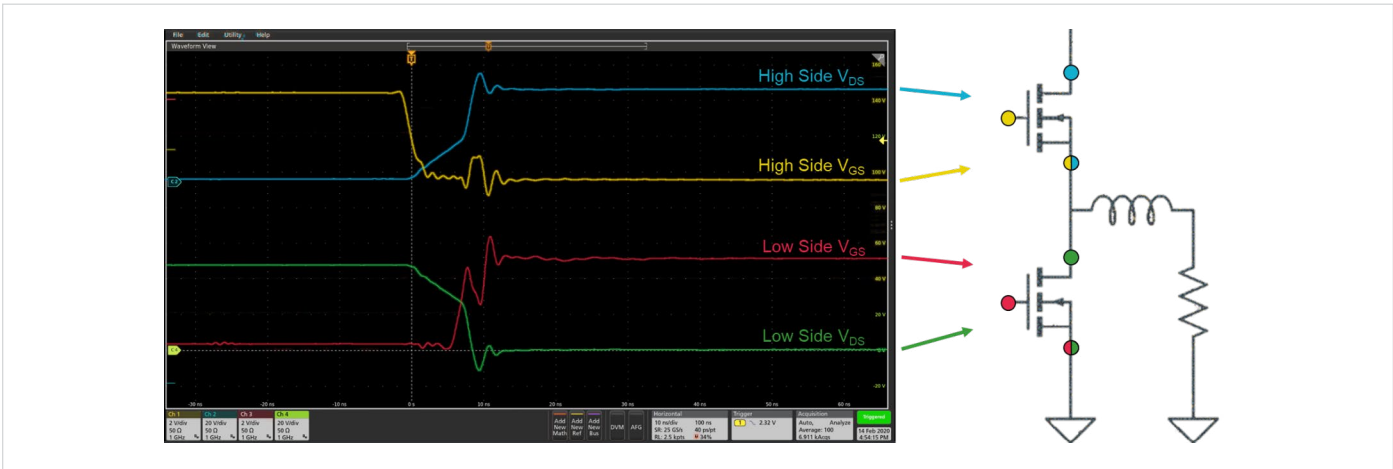 File Edit Utility Help
Waveform View
160 V
High Side VDS
140 V
120 V
High Side VGS
100 V
C 2
80 V
60 V
Low Side VGS
40 V
20 V
Low Side VDS
0 V
C 4
-20 V
-30 ns -20 ns -10 ns 0 s 10 ns 20 ns 30 ns 40 ns 50 ns 60 ns
Ch 1 Ch 2 Ch 3 Ch 4
2 V/div 20 V/div 2 V/div 20 V/div
50 Ω 50 Ω 50 Ω 50 Ω
1 GHz 1 GHz 1 GHz 1 GHz
Add New Math
Add New Ref
Add New Bus
DVM
AFG
Horizontal
10 ns/div 100 ns
SR: 25 GS/s 40 ps/pt
RL: 2.5 kpts 34%
Trigger
1 2.32 V
Acquisition
Auto, Analyze
Average: 100
6.911 kAcqs
Triggered
14 Feb 2020
4:54:15 PM